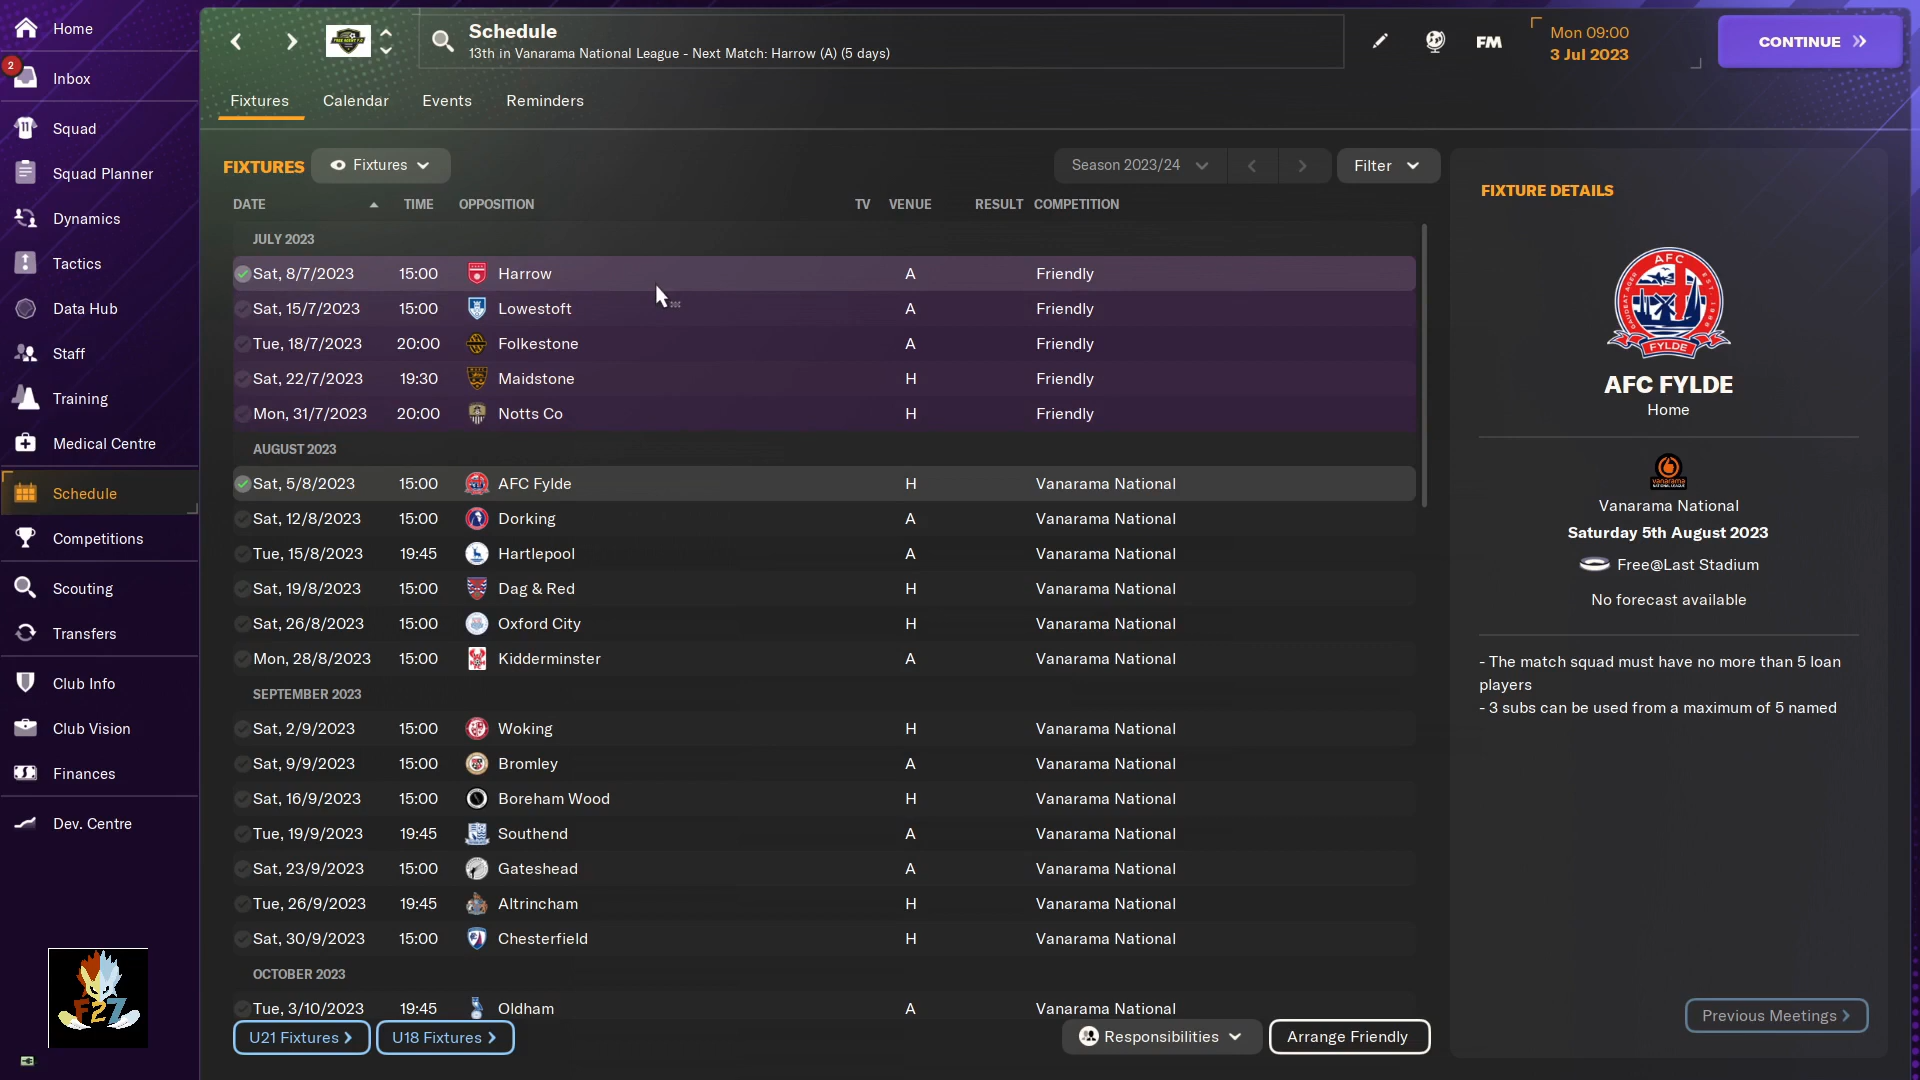 Home
2
Inbox
Squad
Squad Planner
Dynamics
Tactics
Data Hub
Staff
Training
Medical Centre
Schedule
Competitions
Scouting
Transfers
Club Info
Club Vision
Finances
Dev. Centre
F27
Schedule
13th in Vanarama National League - Next Match: Harrow (A) (5 days)
FM
Mon 09:00
3 Jul 2023
CONTINUE
Fixtures Calendar Events Reminders
FIXTURES Fixtures
Season 2023/24 Filter
DATE TIME OPPOSITION TV VENUE RESULT COMPETITION
JULY 2023
Sat, 8/7/2023 15:00 Harrow A Friendly
Sat, 15/7/2023 15:00 Lowestoft A Friendly
Tue, 18/7/2023 20:00 Folkestone A Friendly
Sat, 22/7/2023 19:30 Maidstone H Friendly
Mon, 31/7/2023 20:00 Notts Co H Friendly
AUGUST 2023
Sat, 5/8/2023 15:00 AFC Fylde H Vanarama National
Sat, 12/8/2023 15:00 Dorking A Vanarama National
Tue, 15/8/2023 19:45 Hartlepool A Vanarama National
Sat, 19/8/2023 15:00 Dag & Red H Vanarama National
Sat, 26/8/2023 15:00 Oxford City H Vanarama National
Mon, 28/8/2023 15:00 Kidderminster A Vanarama National
SEPTEMBER 2023
Sat, 2/9/2023 15:00 Woking H Vanarama National
Sat, 9/9/2023 15:00 Bromley A Vanarama National
Sat, 16/9/2023 15:00 Boreham Wood H Vanarama National
Tue, 19/9/2023 19:45 Southend A Vanarama National
Sat, 23/9/2023 15:00 Gateshead A Vanarama National
Tue, 26/9/2023 19:45 Altrincham H Vanarama National
Sat, 30/9/2023 15:00 Chesterfield H Vanarama National
OCTOBER 2023
Tue, 3/10/2023 19:45 Oldham A Vanarama National
U21 Fixtures U18 Fixtures
Responsibilities Arrange Friendly
FIXTURE DETAILS
AFC
FYLDE
AFC FYLDE
Home
Vanarama National
Saturday 5th August 2023
Free@Last Stadium
No forecast available
- The match squad must have no more than 5 loan
players
- 3 subs can be used from a maximum of 5 named
Previous Meetings